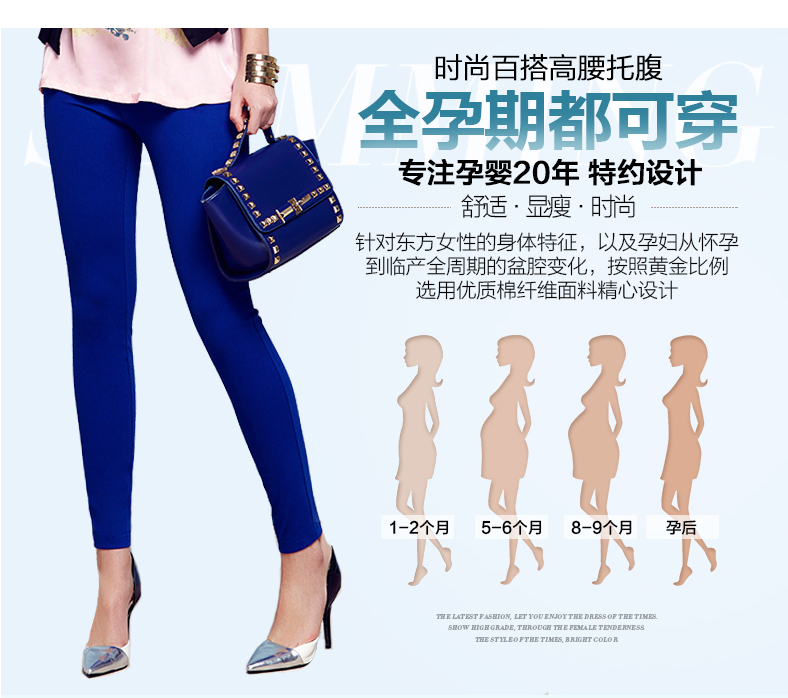 时尚百搭高腰托腹
全孕期都可穿
专注孕婴20年 特约设计
舒适·显瘦·时尚
针对东方女性的身体特征，以及孕妇从怀孕
到临产全周期的盆腔变化，按照黄金比例
选用优质棉纤维面料精心设计
1-2个月 5-6个月 8-9个月 孕后
THE LATEST FASHION, LET YOU ENJOY THE DRESS OF THE TIMES.
SHOW HIGH GRADE, THROUGH THE FEMALE TENDERNESS
THE STYLE OF THE TIMES, BRIGHT COLOR